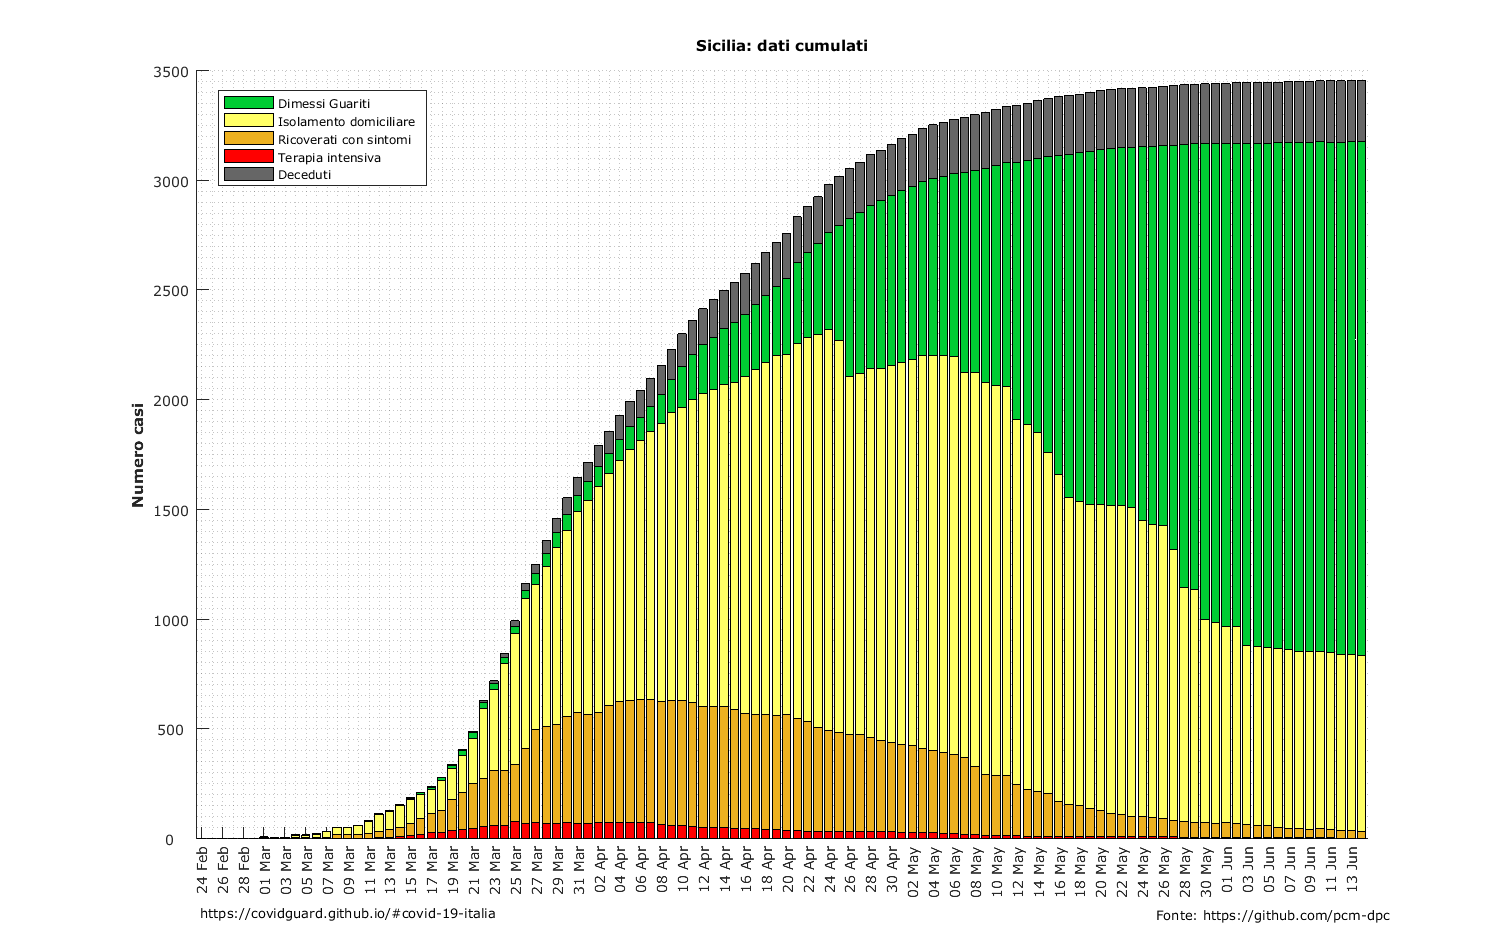 Sicilia: dati cumulati
3500
3000
2500
2000
1500
1000
500
0
Numero casi
Dimessi Guariti
Isolamento domiciliare
Ricoverati con sintomi
Terapia intensiva
Deceduti
24 Feb
26 Feb
28 Feb
01 Mar
03 Mar
05 Mar
07 Mar
09 Mar
11 Mar
13 Mar
15 Mar
17 Mar
19 Mar
21 Mar
23 Mar
25 Mar
27 Mar
29 Mar
31 Mar
02 Apr
04 Apr
06 Apr
08 Apr
10 Apr
12 Apr
14 Apr
16 Apr
18 Apr
20 Apr
22 Apr
24 Apr
26 Apr
28 Apr
30 Apr
02 May
04 May
06 May
08 May
10 May
12 May
14 May
16 May
18 May
20 May
22 May
24 May
26 May
28 May
30 May
01 Jun
03 Jun
05 Jun
07 Jun
09 Jun
11 Jun
13 Jun
https://covidguard.github.io/#covid-19-italia
Fonte: https://github.com/pcm-dpc